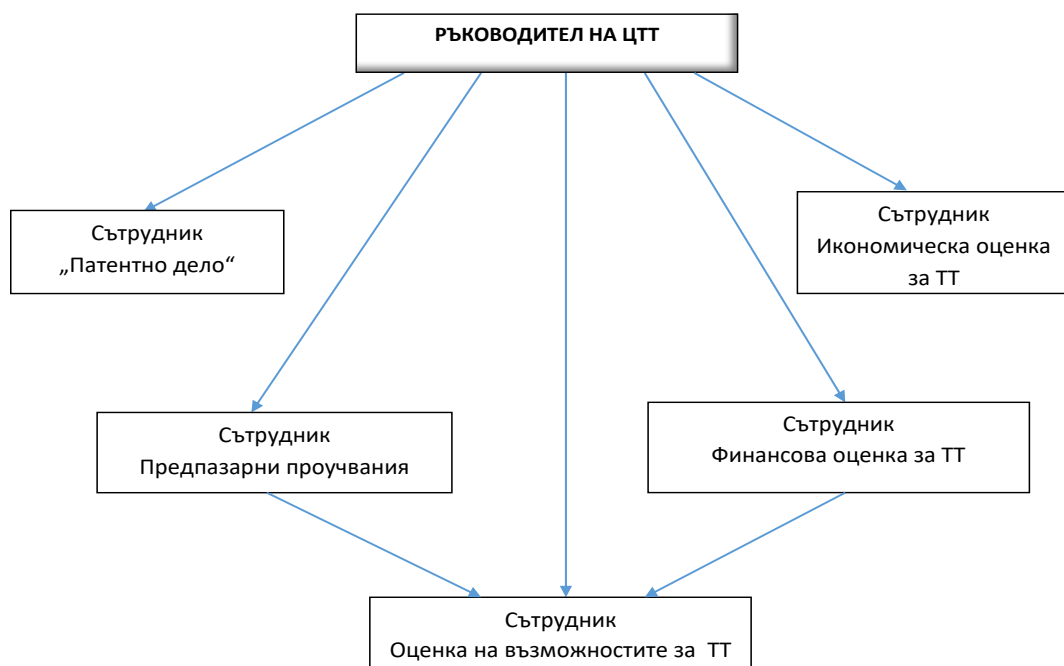 РЪКОВОДИТЕЛ НА ЦТТ
Сътрудник
„Патентно дело“
Сътрудник
Икономическа оценка
за ТТ
Сътрудник
Предпазарни проучвания
Сътрудник
Финансова оценка за ТТ
Сътрудник
Оценка на възможностите за ТТ